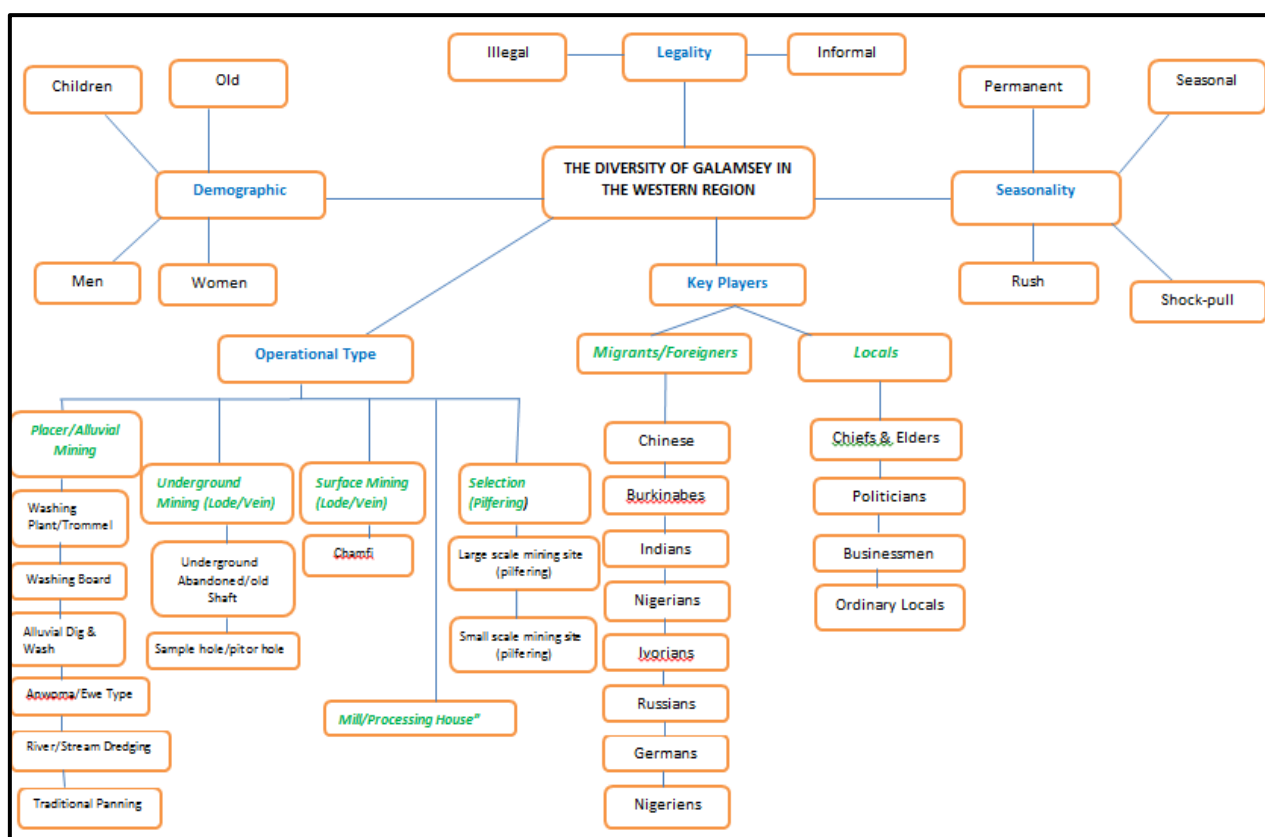 Illegal
Legality
Informal
Children
Old
Permanent
Seasonal
THE DIVERSITY OF GALAMSEY IN
THE WESTERN REGION
Demographic
Seasonality
Men
Women
Key Players
Rush
Shock-pull
Operational Type
Migrants/Foreigners
Locals
Placer/Alluvial
Mining
Underground
Mining (Lode/Vein)
Surface Mining
(Lode/Vein)
Selection
(Pilfering)
Washing
Plant/Trommel
Washing Board
Alluvial Dig &
Wash
Apwoma/Ewe Type
River/Stream Dredging
Traditional Panning
Underground
Abandoned/old
Shaft
Sample hole/pit or hole
Chamfi
Large scale mining site
(pilfering)
Small scale mining site
(pilfering)
Mill/Processing House"
Chinese
Burkinabes
Indians
Nigerians
Ivorians
Russians
Germans
Nigeriens
Chiefs & Elders
Politicians
Businessmen
Ordinary Locals